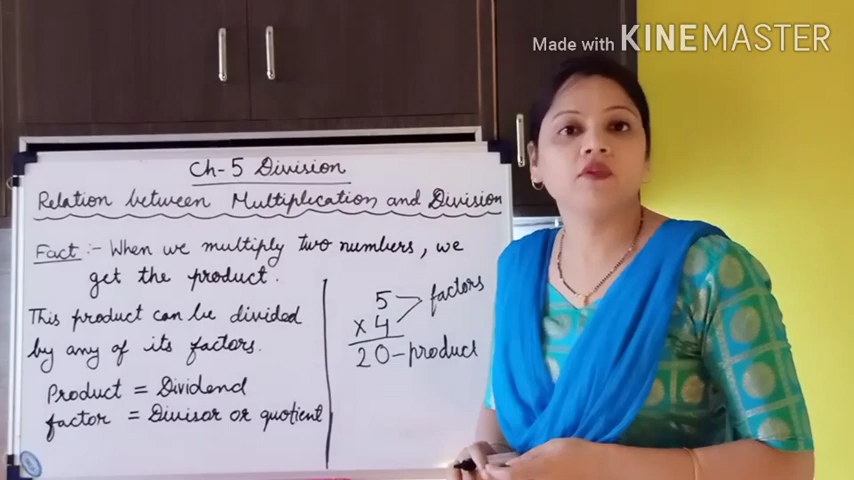 Made with KINEMASTER
Ch-5 Division
Relation between Multiplication and Division
Fact :- When we multiply two numbers, we
get the product.
This product can be divided
by any of its factors.
Product = Dividend
factor = Divisor or quotient
5 factors
x 4
20 - product